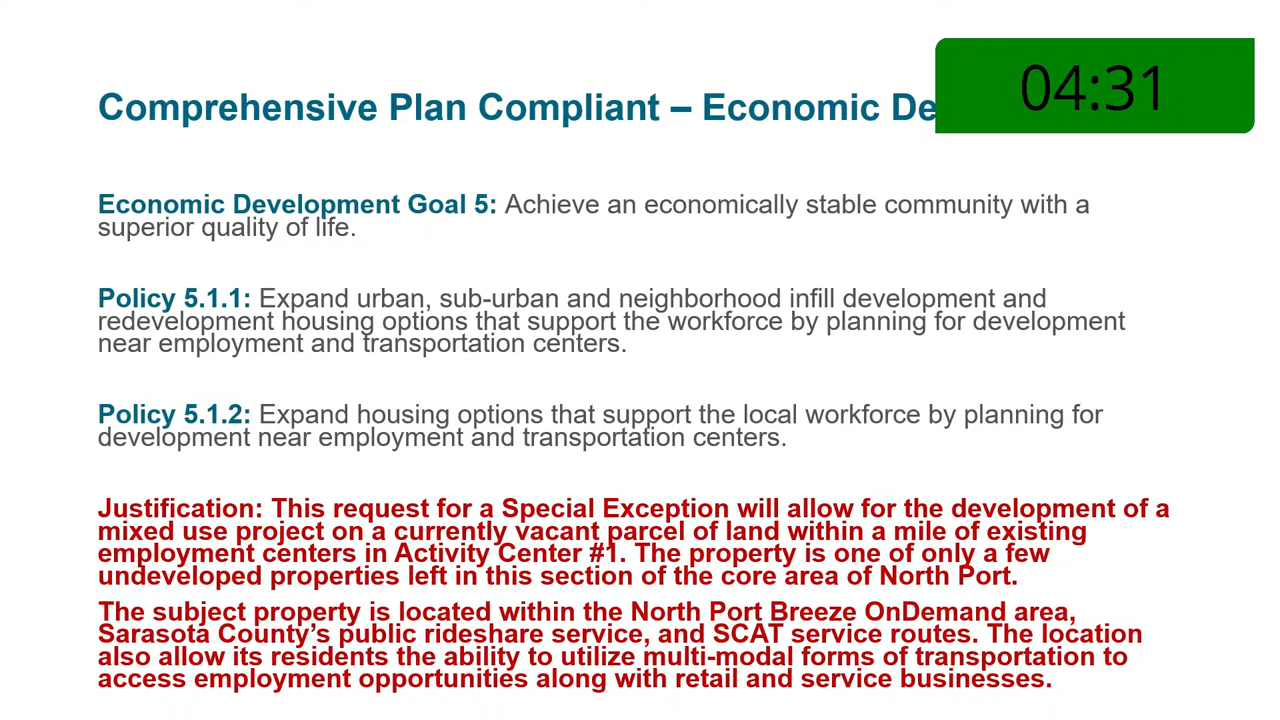 04:31
Comprehensive Plan Compliant – Economic De
Economic Development Goal 5: Achieve an economically stable community with a
superior quality of life.
Policy 5.1.1: Expand urban, sub-urban and neighborhood infill development and
redevelopment housing options that support the workforce by planning for development
near employment and transportation centers.
Policy 5.1.2: Expand housing options that support the local workforce by planning for
development near employment and transportation centers.
Justification: This request for a Special Exception will allow for the development of a
mixed use project on a currently vacant parcel of land within a mile of existing
employment centers in Activity Center #1. The property is one of only a few
undeveloped properties left in this section of the core area of North Port.
The subject property is located within the North Port Breeze OnDemand area,
Sarasota County’s public rideshare service, and SCAT service routes. The location
also allow its residents the ability to utilize multi-modal forms of transportation to
access employment opportunities along with retail and service businesses.